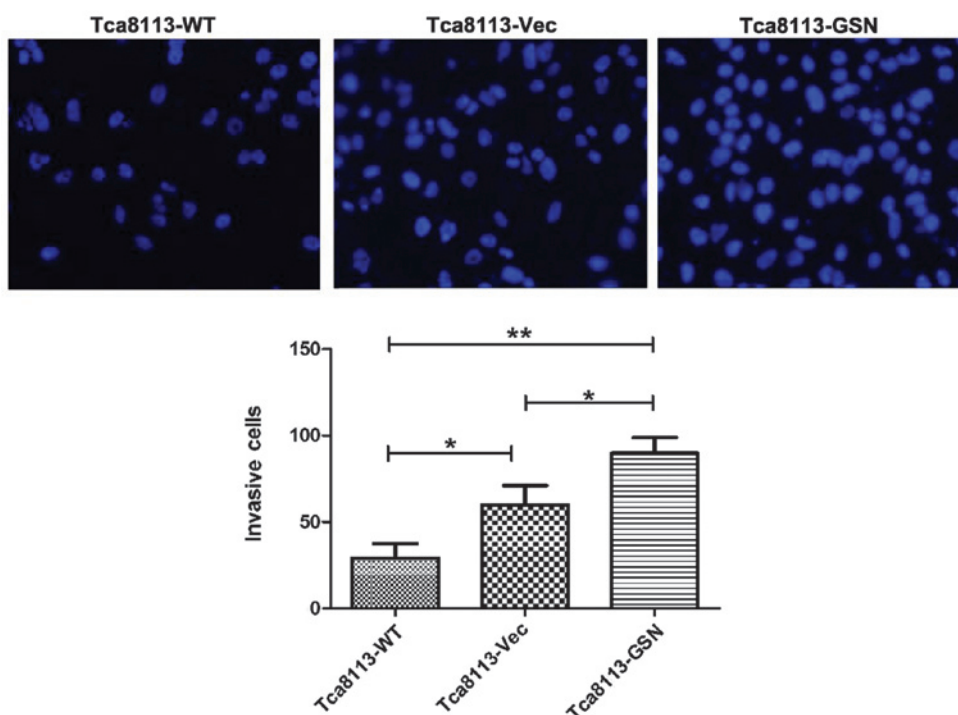 Tca8113-WT
Tca8113-Vec
Tca8113-GSN
**
150
*
100
*
50
0
Invasive cells
Tca8113-WT
Tca8113-Vec
Tca8113-GSN